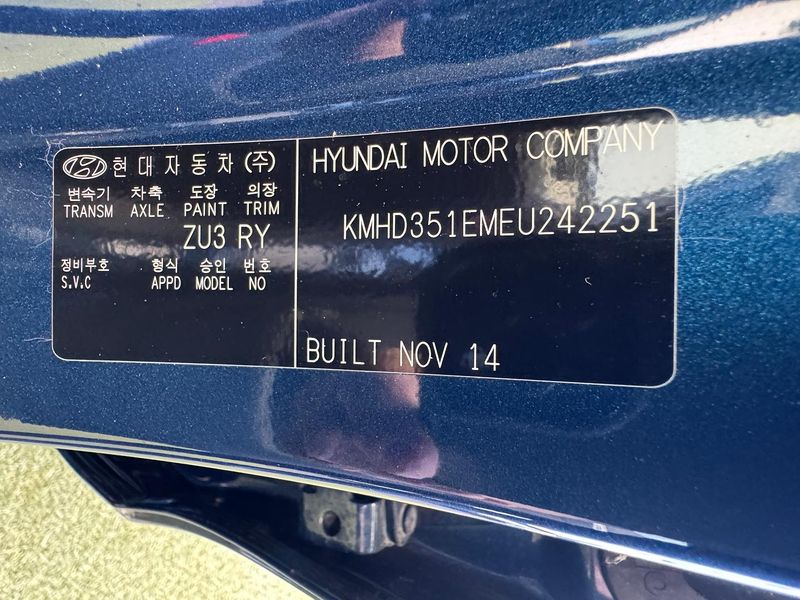 현대자동차 (주)
변속기 차축 도장 의장
TRANSM AXLE PAINT TRIM
ZU3 RY
정비부호 형식 승인 번호
S.V.C APPD MODEL NO
HYUNDAI MOTOR COMPANY
KMHD351EMEU242251
BUILT NOV 14